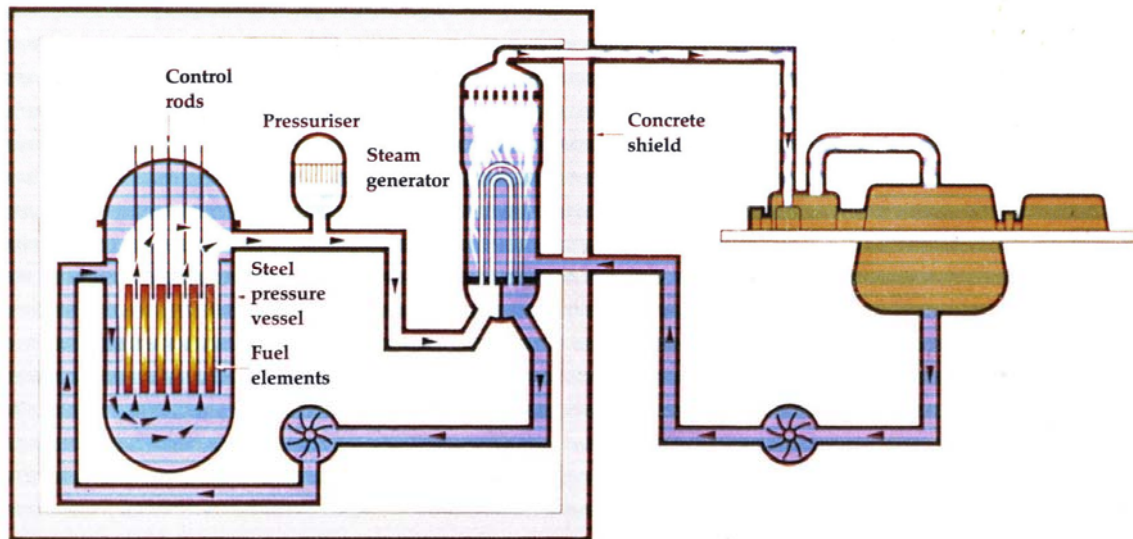 Control
rods
Pressuriser
Steam
generator
Concrete
shield
Steel
pressure
vessel
Fuel
elements